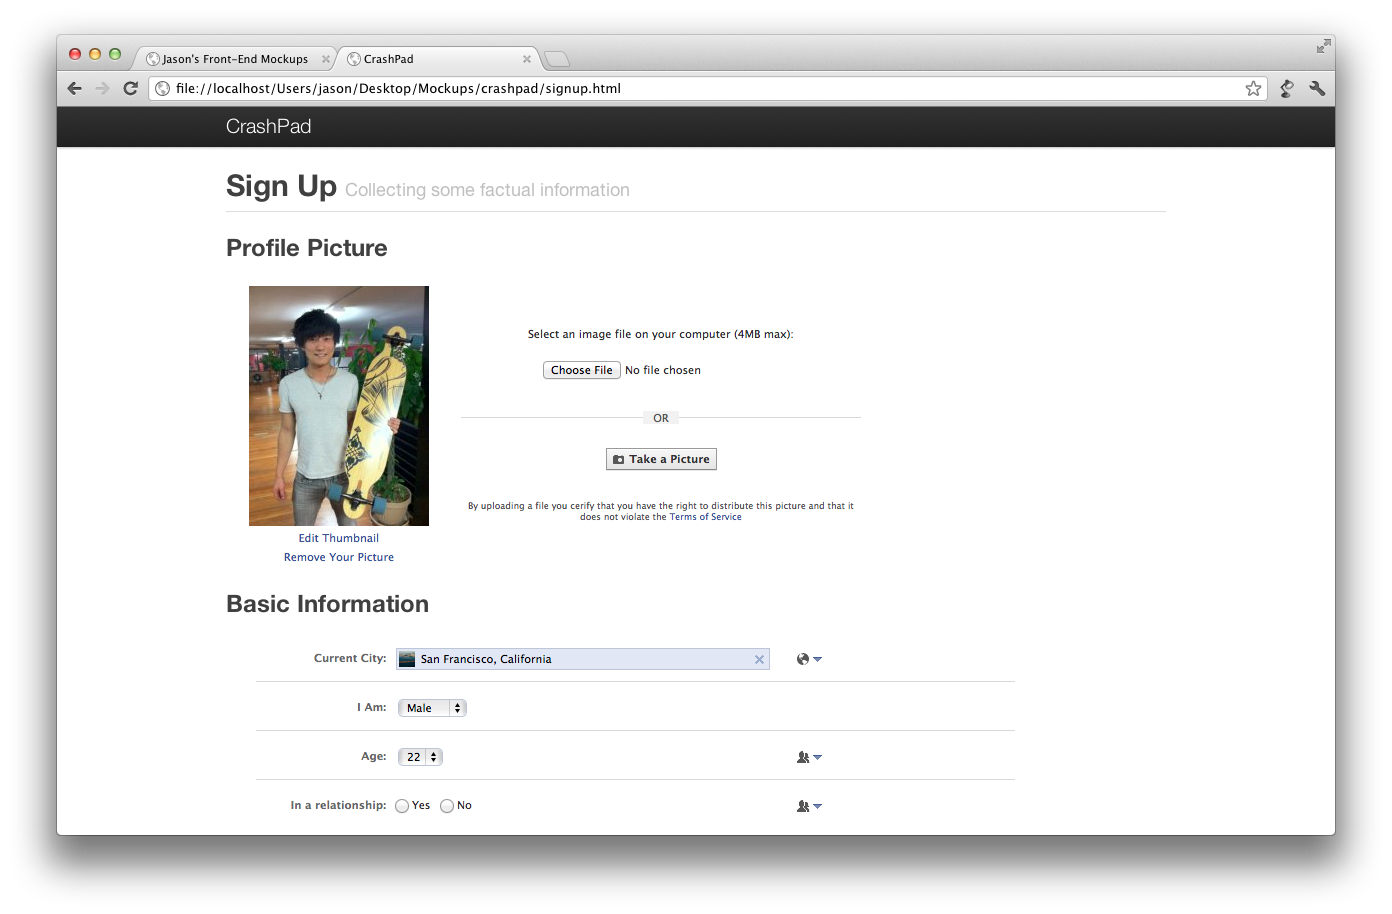 Jason's Front-End Mockups
CrashPad
file://localhost/Users/jason/Desktop/Mockups/crashpad/signup.html
CrashPad
Sign Up Collecting some factual information
Profile Picture
Select an image file on your computer (4MB max):
Choose File No file chosen
OR
Take a Picture
By uploading a file you cerify that you have the right to distribute this picture and that it
does not violate the Terms of Service
Edit Thumbnail
Remove Your Picture
Basic Information
Current City: San Francisco, California
I Am: Male
Age: 22
In a relationship: Yes No